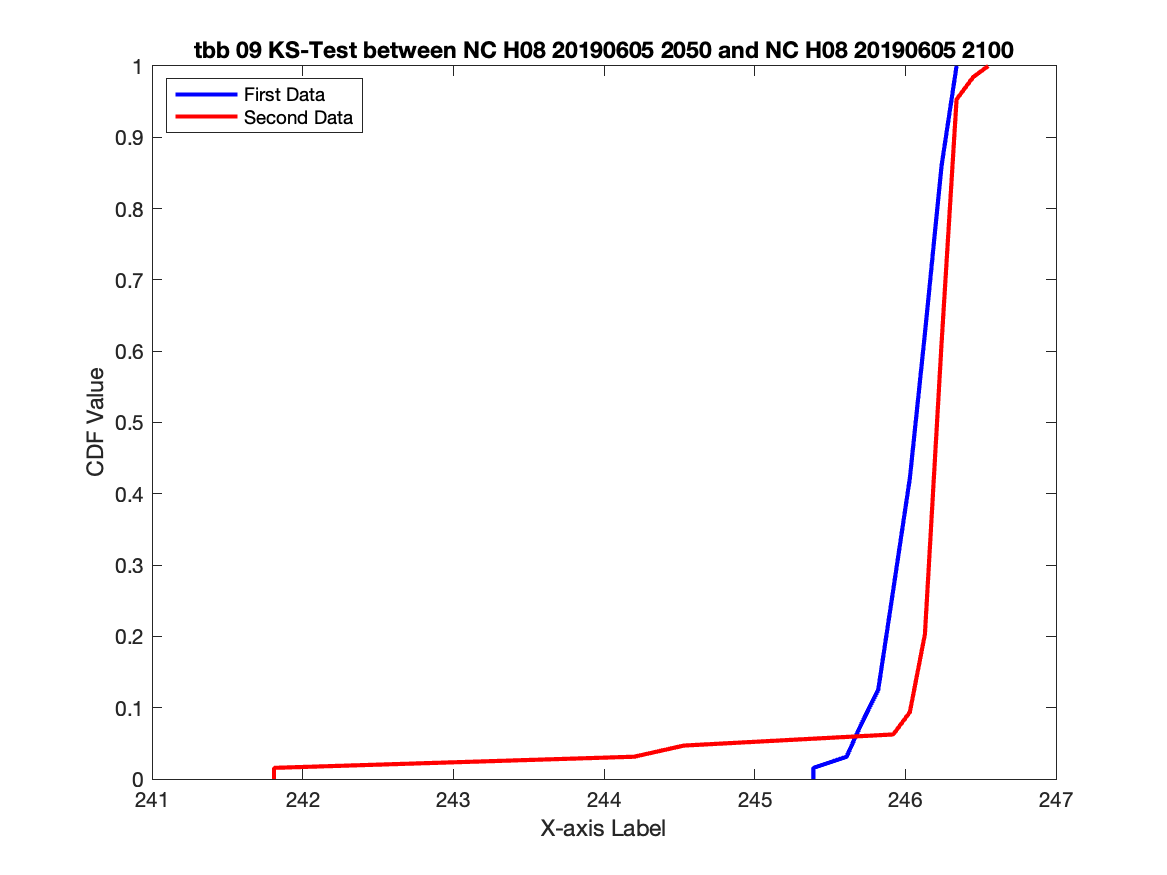 tbb 09 KS-Test between NC H08 20190605 2050 and NC H08 20190605 2100
First Data
Second Data
1
0.9
0.8
0.7
0.6
0.5
0.4
0.3
0.2
0.1
0
CDF Value
241 242 243 244 245 246 247
X-axis Label